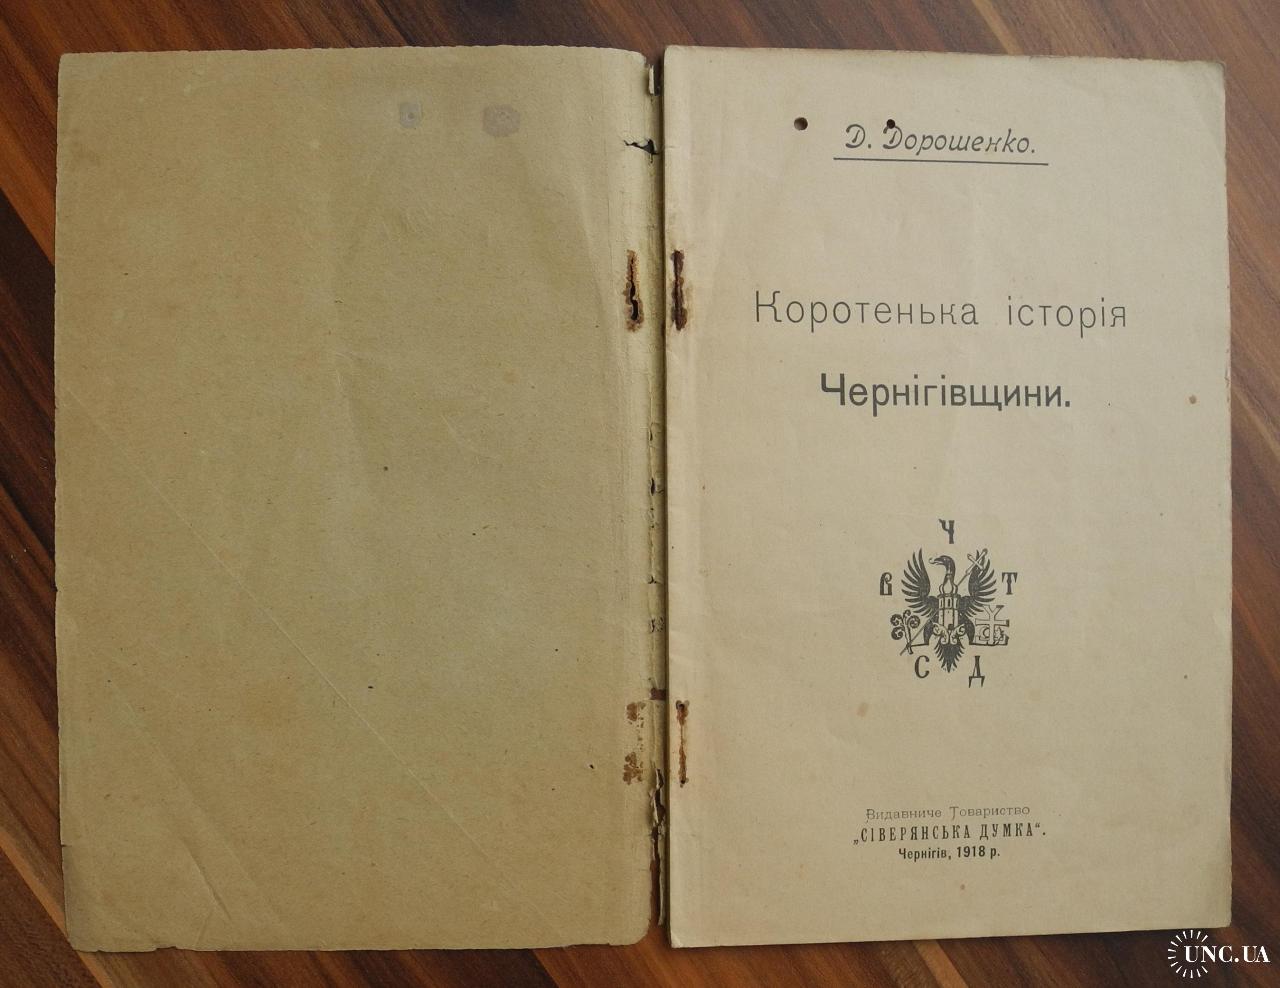 Д. Дорошенко.
Коротенька історія
Чернігівщини.
Ч
В Т
С Д
Видавниче Товариство
„СІВЕРЯНСЬКА ДУМКА“.
Чернігів, 1918 р.
UNC.UA